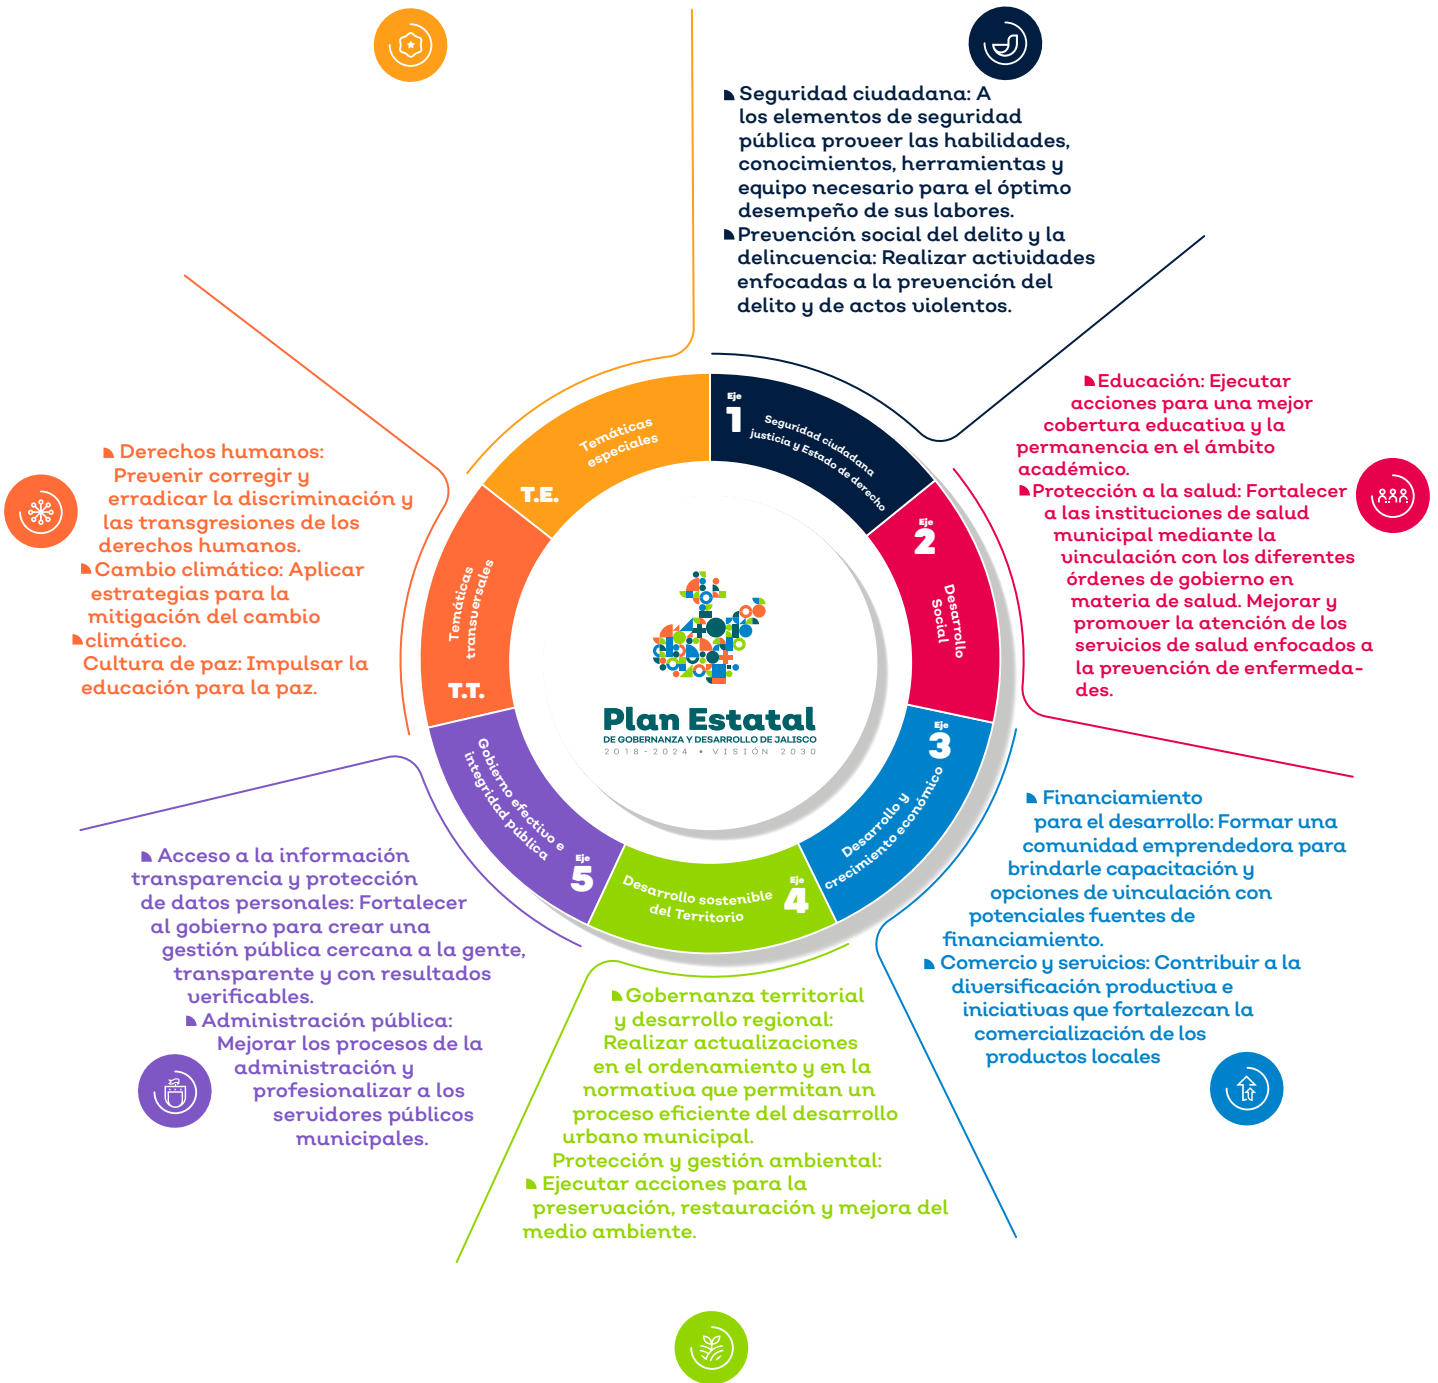 Seguridad ciudadana: A
los elementos de seguridad
pública proveer las habilidades,
conocimientos, herramientas y
equipo necesario para el óptimo
desempeño de sus labores.
Prevención social del delito y la
delincuencia: Realizar actividades
enfocadas a la prevención del
delito y de actos violentos.
Educación: Ejecutar
acciones para una mejor
cobertura educativa y la
permanencia en el ámbito
académico.
Protección a la salud: Fortalecer
a las instituciones de salud
municipal mediante la
vinculación con los diferentes
órdenes de gobierno en
materia de salud. Mejorar y
promover la atención de los
servicios de salud enfocados a
la prevención de enfermeda-
des.
Financiamiento
para el desarrollo: Formar una
comunidad emprendedora para
brindarle capacitación y
opciones de vinculación con
potenciales fuentes de
financiamiento.
Comercio y servicios: Contribuir a la
diversificación productiva e
iniciativas que fortalezcan la
comercialización de los
productos locales
Gobernanza territorial
y desarrollo regional:
Realizar actualizaciones
en el ordenamiento y en la
normativa que permitan un
proceso eficiente del desarrollo
urbano municipal.
Protección y gestión ambiental:
Ejecutar acciones para la
preservación, restauración y mejora del
medio ambiente.
Acceso a la información
transparencia y protección
de datos personales: Fortalecer
al gobierno para crear una
gestión pública cercana a la gente,
transparente y con resultados
verificables.
Administración pública:
Mejorar los procesos de la
administración y
profesionalizar a los
servidores públicos
municipales.
Derechos humanos:
Prevenir corregir y
erradicar la discriminación y
las transgresiones de los
derechos humanos.
Cambio climático: Aplicar
estrategias para la
mitigación del cambio
climático.
Cultura de paz: Impulsar la
educación para la paz.
Eje
1
Seguridad ciudadana
justicia y Estado de derecho
Eje
2
Desarrollo
Social
Eje
3
Desarrollo y
crecimiento económico
Eje
4
Desarrollo sostenible
del Territorio
Eje
5
Gobierno efectivo e
integridad pública
T.T.
Temáticas
transversales
T.E.
Temáticas
especiales
Plan Estatal
DE GOBERNANZA Y DESARROLLO DE JALISCO
2018-2024 • VISIÓN 2030